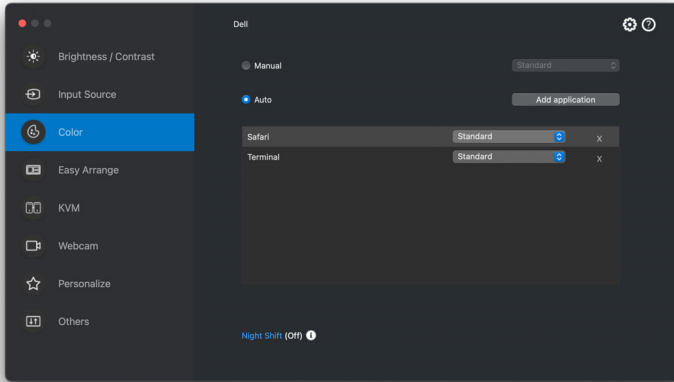 Dell
Brightness / Contrast
Input Source
Color
Easy Arrange
KVM
Webcam
Personalize
Others
Manual
Standard
Auto
Add application
Safari
Standard
X
Terminal
Standard
X
Night Shift (Off)